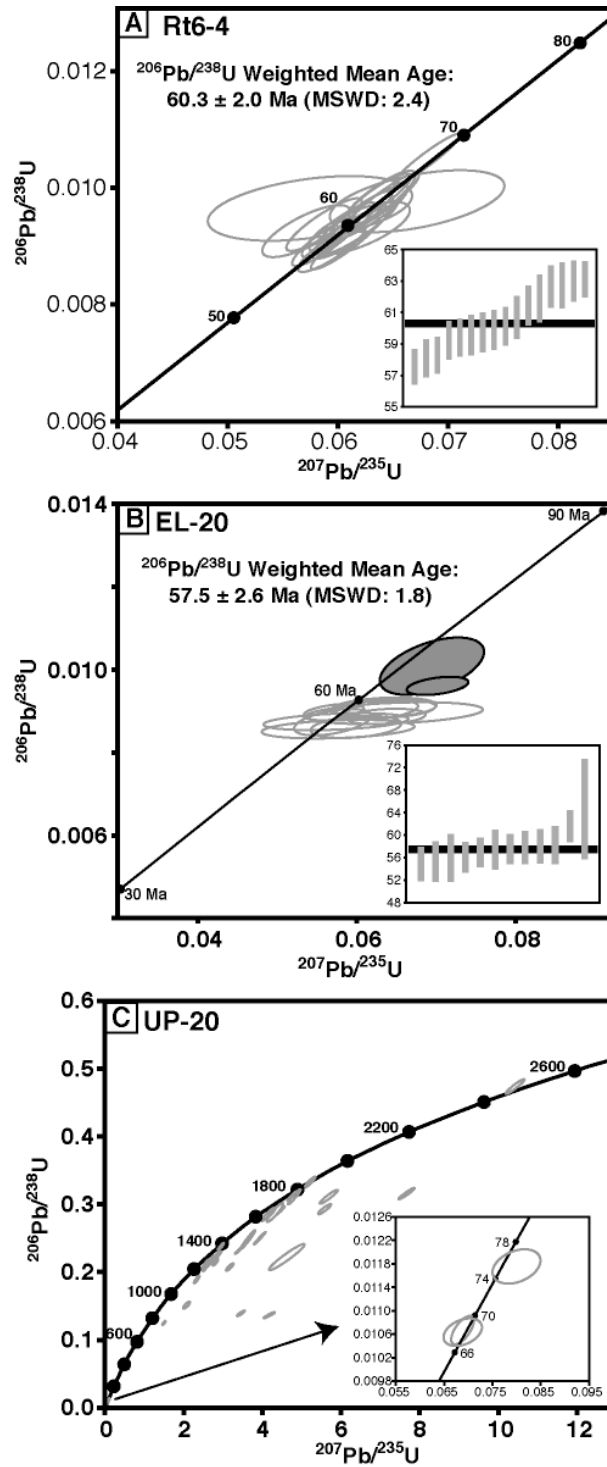 A Rt6-4
²⁰⁶Pb/²³⁸U Weighted Mean Age:
60.3 ± 2.0 Ma (MSWD: 2.4)
80
70
60
50
0.012
0.010
0.008
0.006
²⁰⁶Pb/²³⁸U
65
63
61
59
57
55
0.04 0.05 0.06 0.07 0.08
²⁰⁷Pb/²³⁵U
B EL-20
²⁰⁶Pb/²³⁸U Weighted Mean Age:
57.5 ± 2.6 Ma (MSWD: 1.8)
90 Ma
60 Ma
30 Ma
0.014
0.010
0.006
²⁰⁶Pb/²³⁸U
76
72
68
64
60
56
52
48
0.04 0.06 0.08
²⁰⁷Pb/²³⁵U
C UP-20
2600
2200
1800
1400
1000
600
0.6
0.5
0.4
0.3
0.2
0.1
0.0
²⁰⁶Pb/²³⁸U
0.0126
0.0122
0.0118
0.0114
0.0110
0.0106
0.0102
0.0098
78
74
70
66
0.055 0.065 0.075 0.085 0.095
0 2 4 6 8 10 12
²⁰⁷Pb/²³⁵U